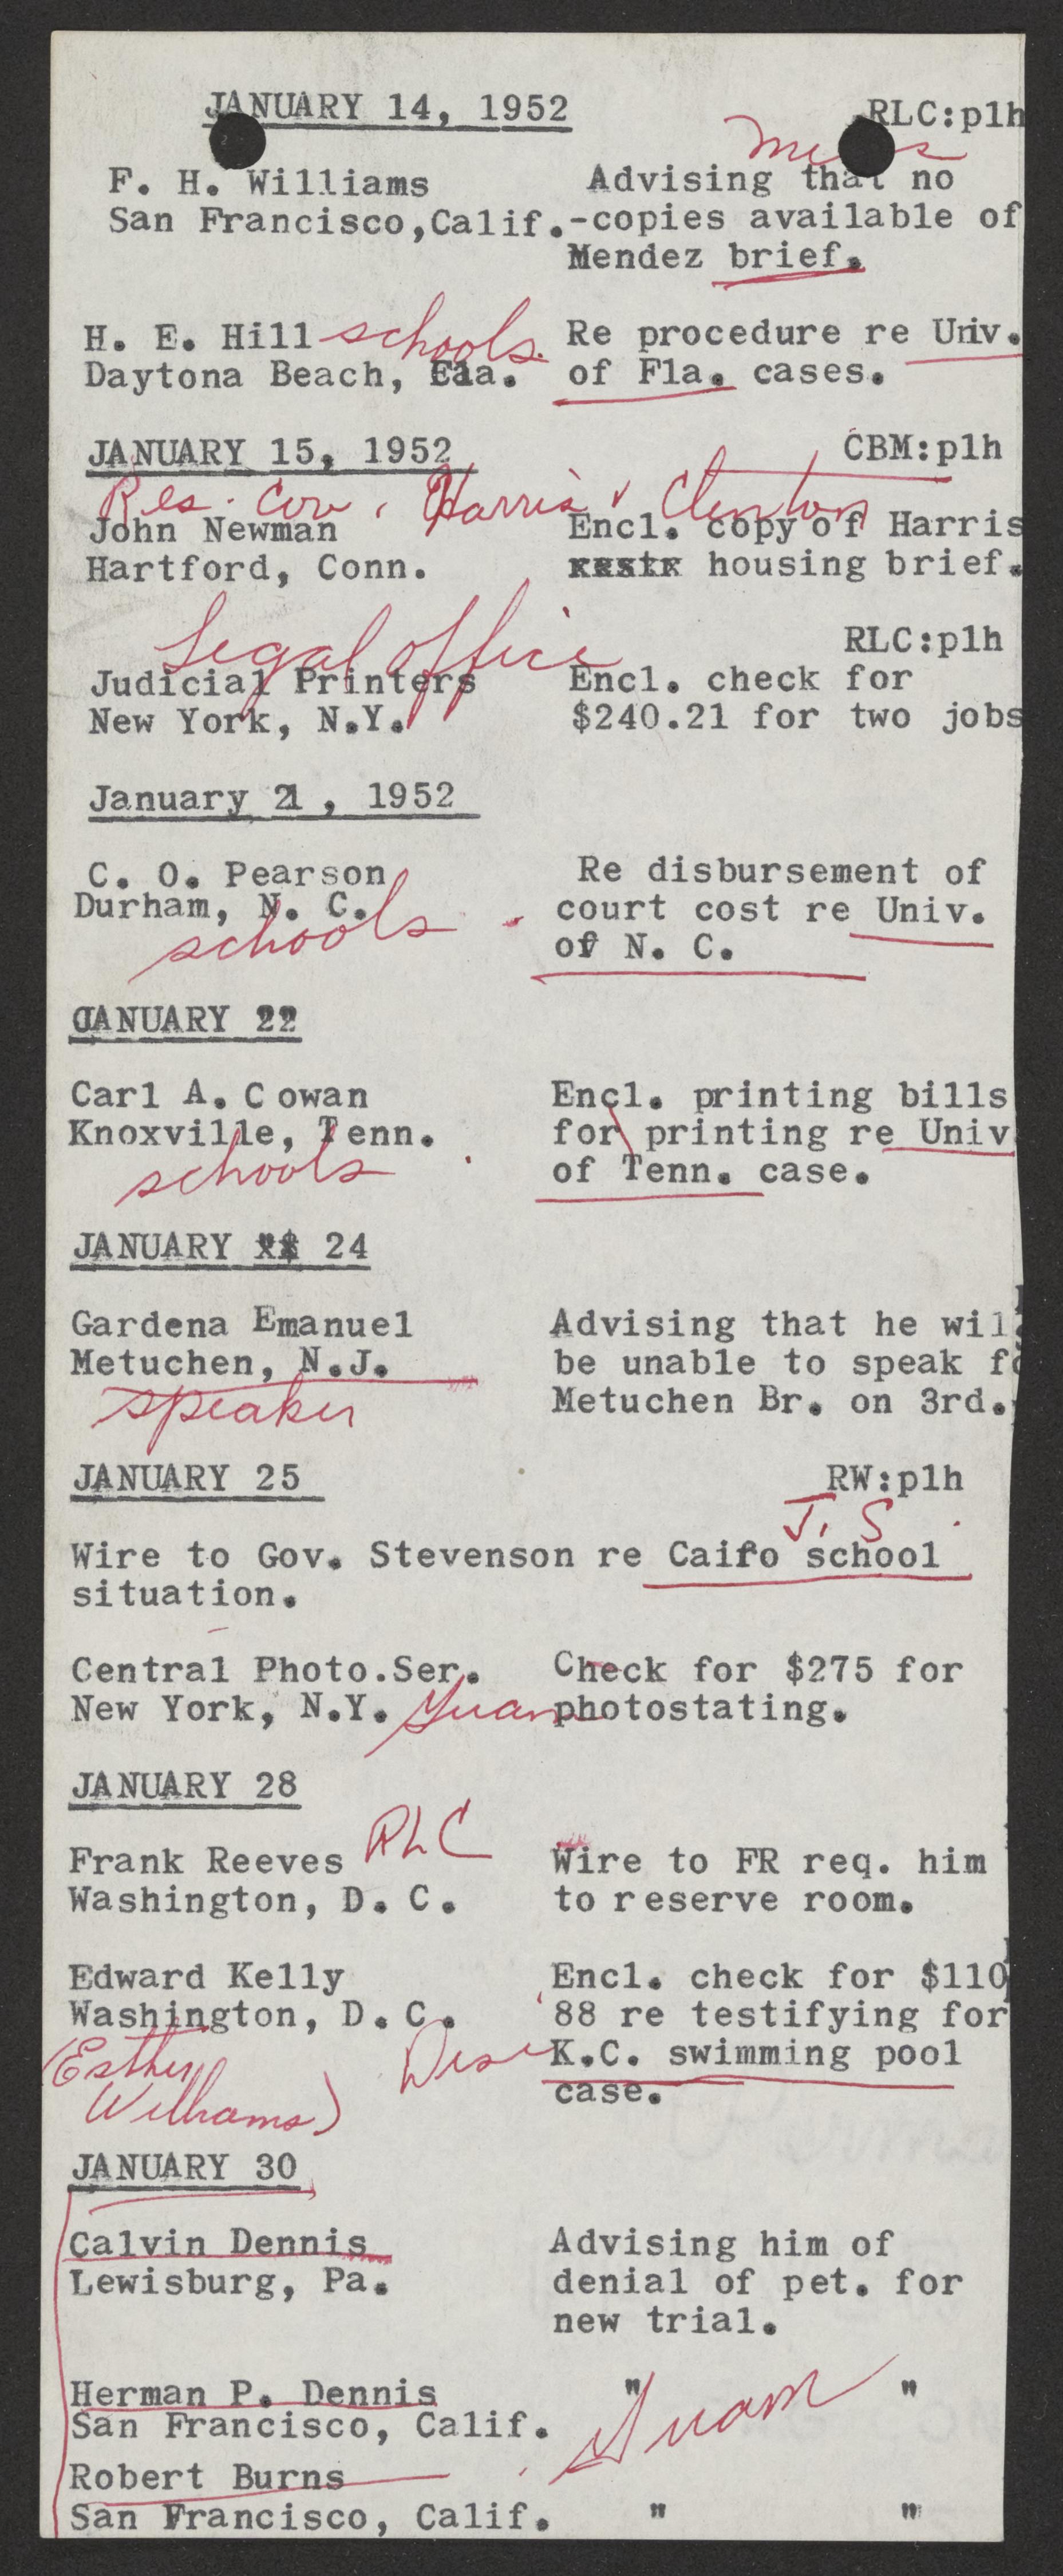 JANUARY 14, 1952 RLC:plh
F. H. Williams Advising that no
San Francisco,Calif.-copies available of
Mendez brief.
H. E. Hill schools. Re procedure re Univ.
Daytona Beach, Fla. of Fla. cases.
JANUARY 15, 1952 CBM:plh
Res. Cov. Harris v Clinton
John Newman Encl. copy of Harris
Hartford, Conn. housing brief.
Legal office RLC:plh
Judicial Printers Encl. check for
New York, N.Y. $240.21 for two jobs
January 21, 1952
C. O. Pearson Re disbursement of
Durham, N. C. court cost re Univ.
schools of N. C.
JANUARY 22
Carl A. Cowan Encl. printing bills
Knoxville, Tenn. for printing re Univ
schools of Tenn. case.
JANUARY 24
Gardena Emanuel Advising that he wil
Metuchen, N.J. be unable to speak fo
speaker Metuchen Br. on 3rd.
JANUARY 25 RW:plh
J. S.
Wire to Gov. Stevenson re Cairo school
situation.
Central Photo.Ser. Check for $275 for
New York, N.Y. Guam photostating.
JANUARY 28
RLC
Frank Reeves Wire to FR req. him
Washington, D. C. to reserve room.
Edward Kelly Encl. check for $110
Washington, D. C. 88 re testifying for
(Esther K.C. swimming pool
Williams) case.
JANUARY 30
Calvin Dennis Advising him of
Lewisburg, Pa. denial of pet. for
new trial.
Herman P. Dennis " "
San Francisco, Calif. Guam
Robert Burns
San Francisco, Calif. " "